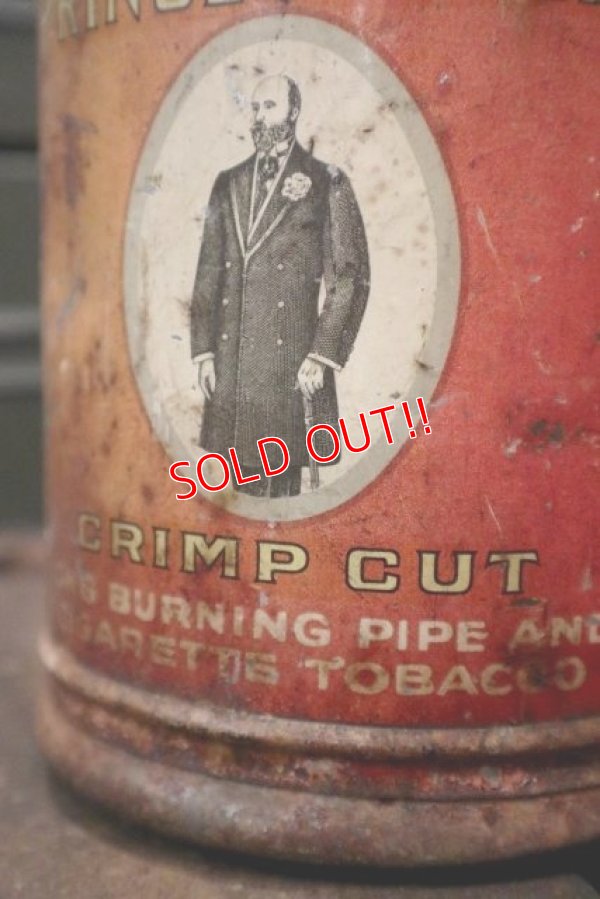 SOLD OUT!!
CRIMP CUT
BURNING PIPE AND
TOBACCO